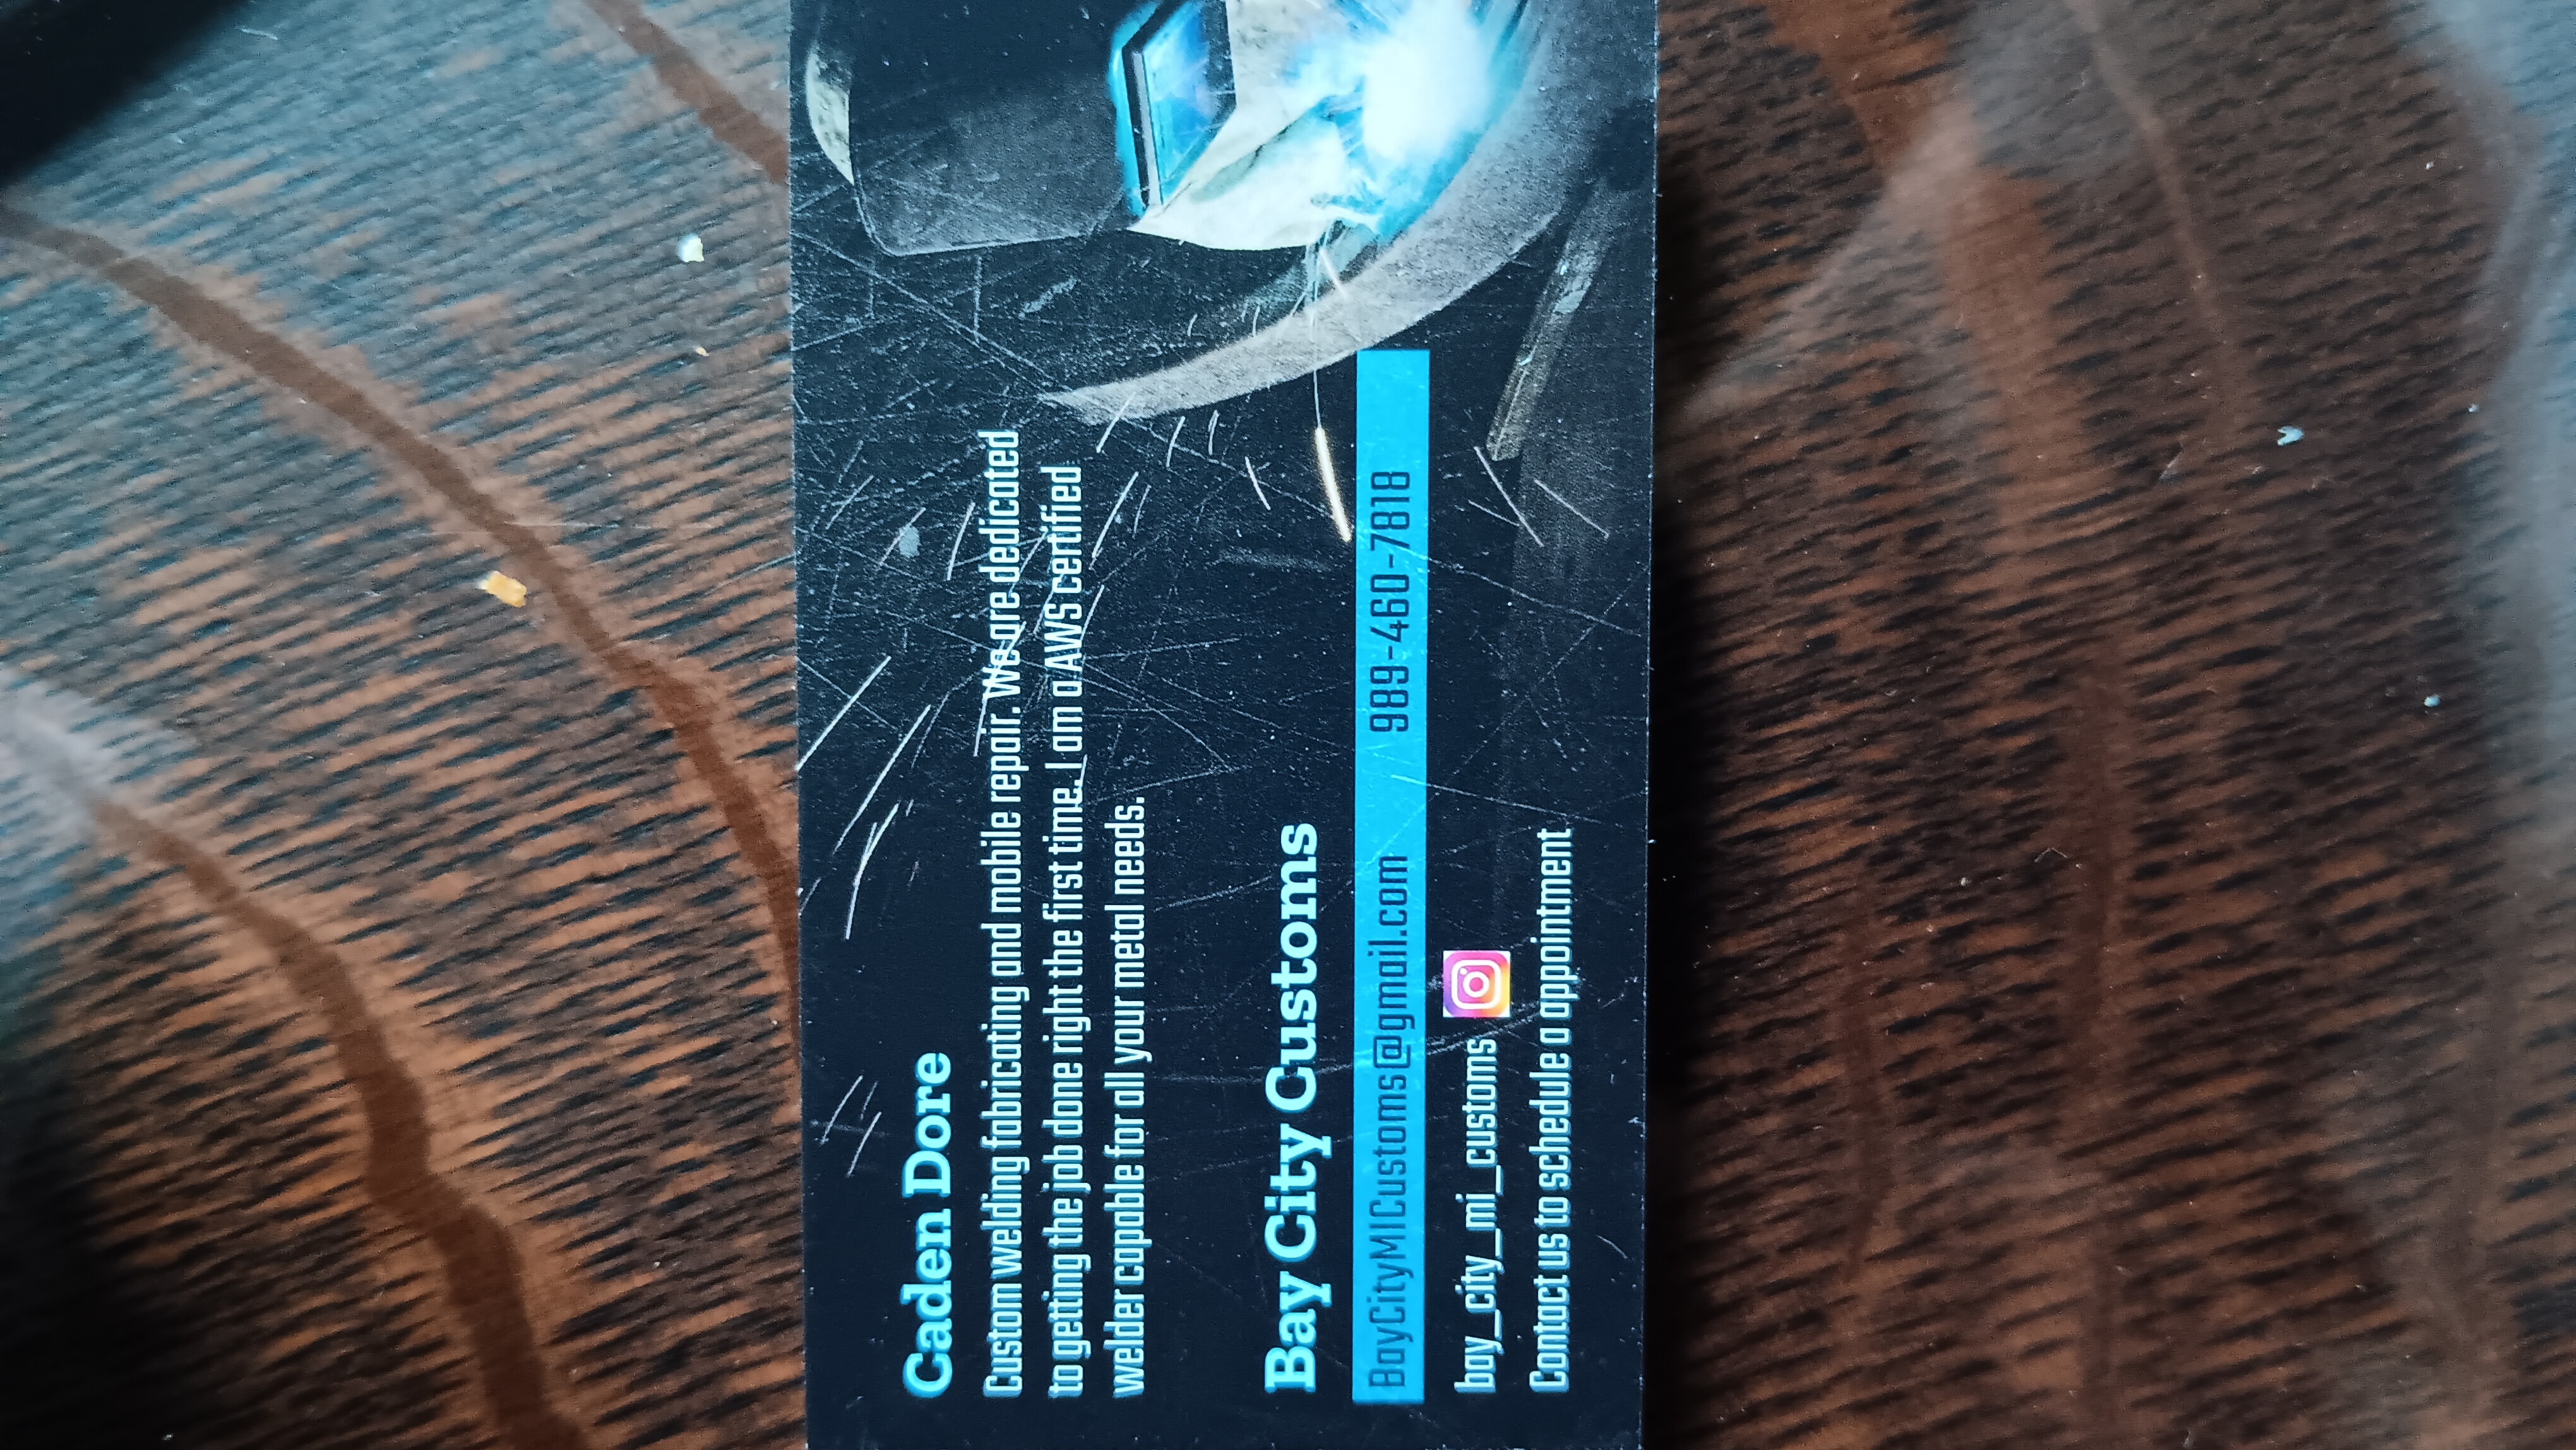 Caden Dore
Custom welding fabricating and mobile repair. We are dedicated
to getting the job done right the first time. I am a AWS certified
welder capable for all your metal needs.
Bay City Customs
BayCityMICustoms@gmail.com 989-460-7818
bay_city_mi_customs
Contact us to schedule a appointment